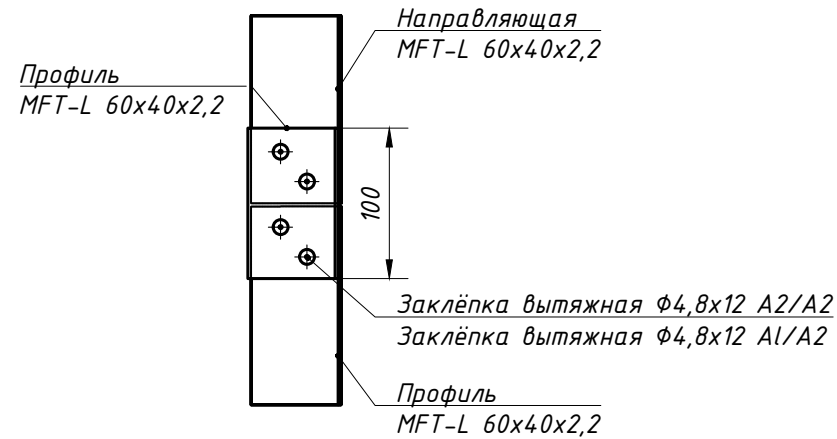 Направляющая
MFT-L 60x40x2,2
Профиль
MFT-L 60x40x2,2
100
Заклёпка вытяжная Ф4,8x12 A2/A2
Заклёпка вытяжная Ф4,8x12 Al/A2
Профиль
MFT-L 60x40x2,2